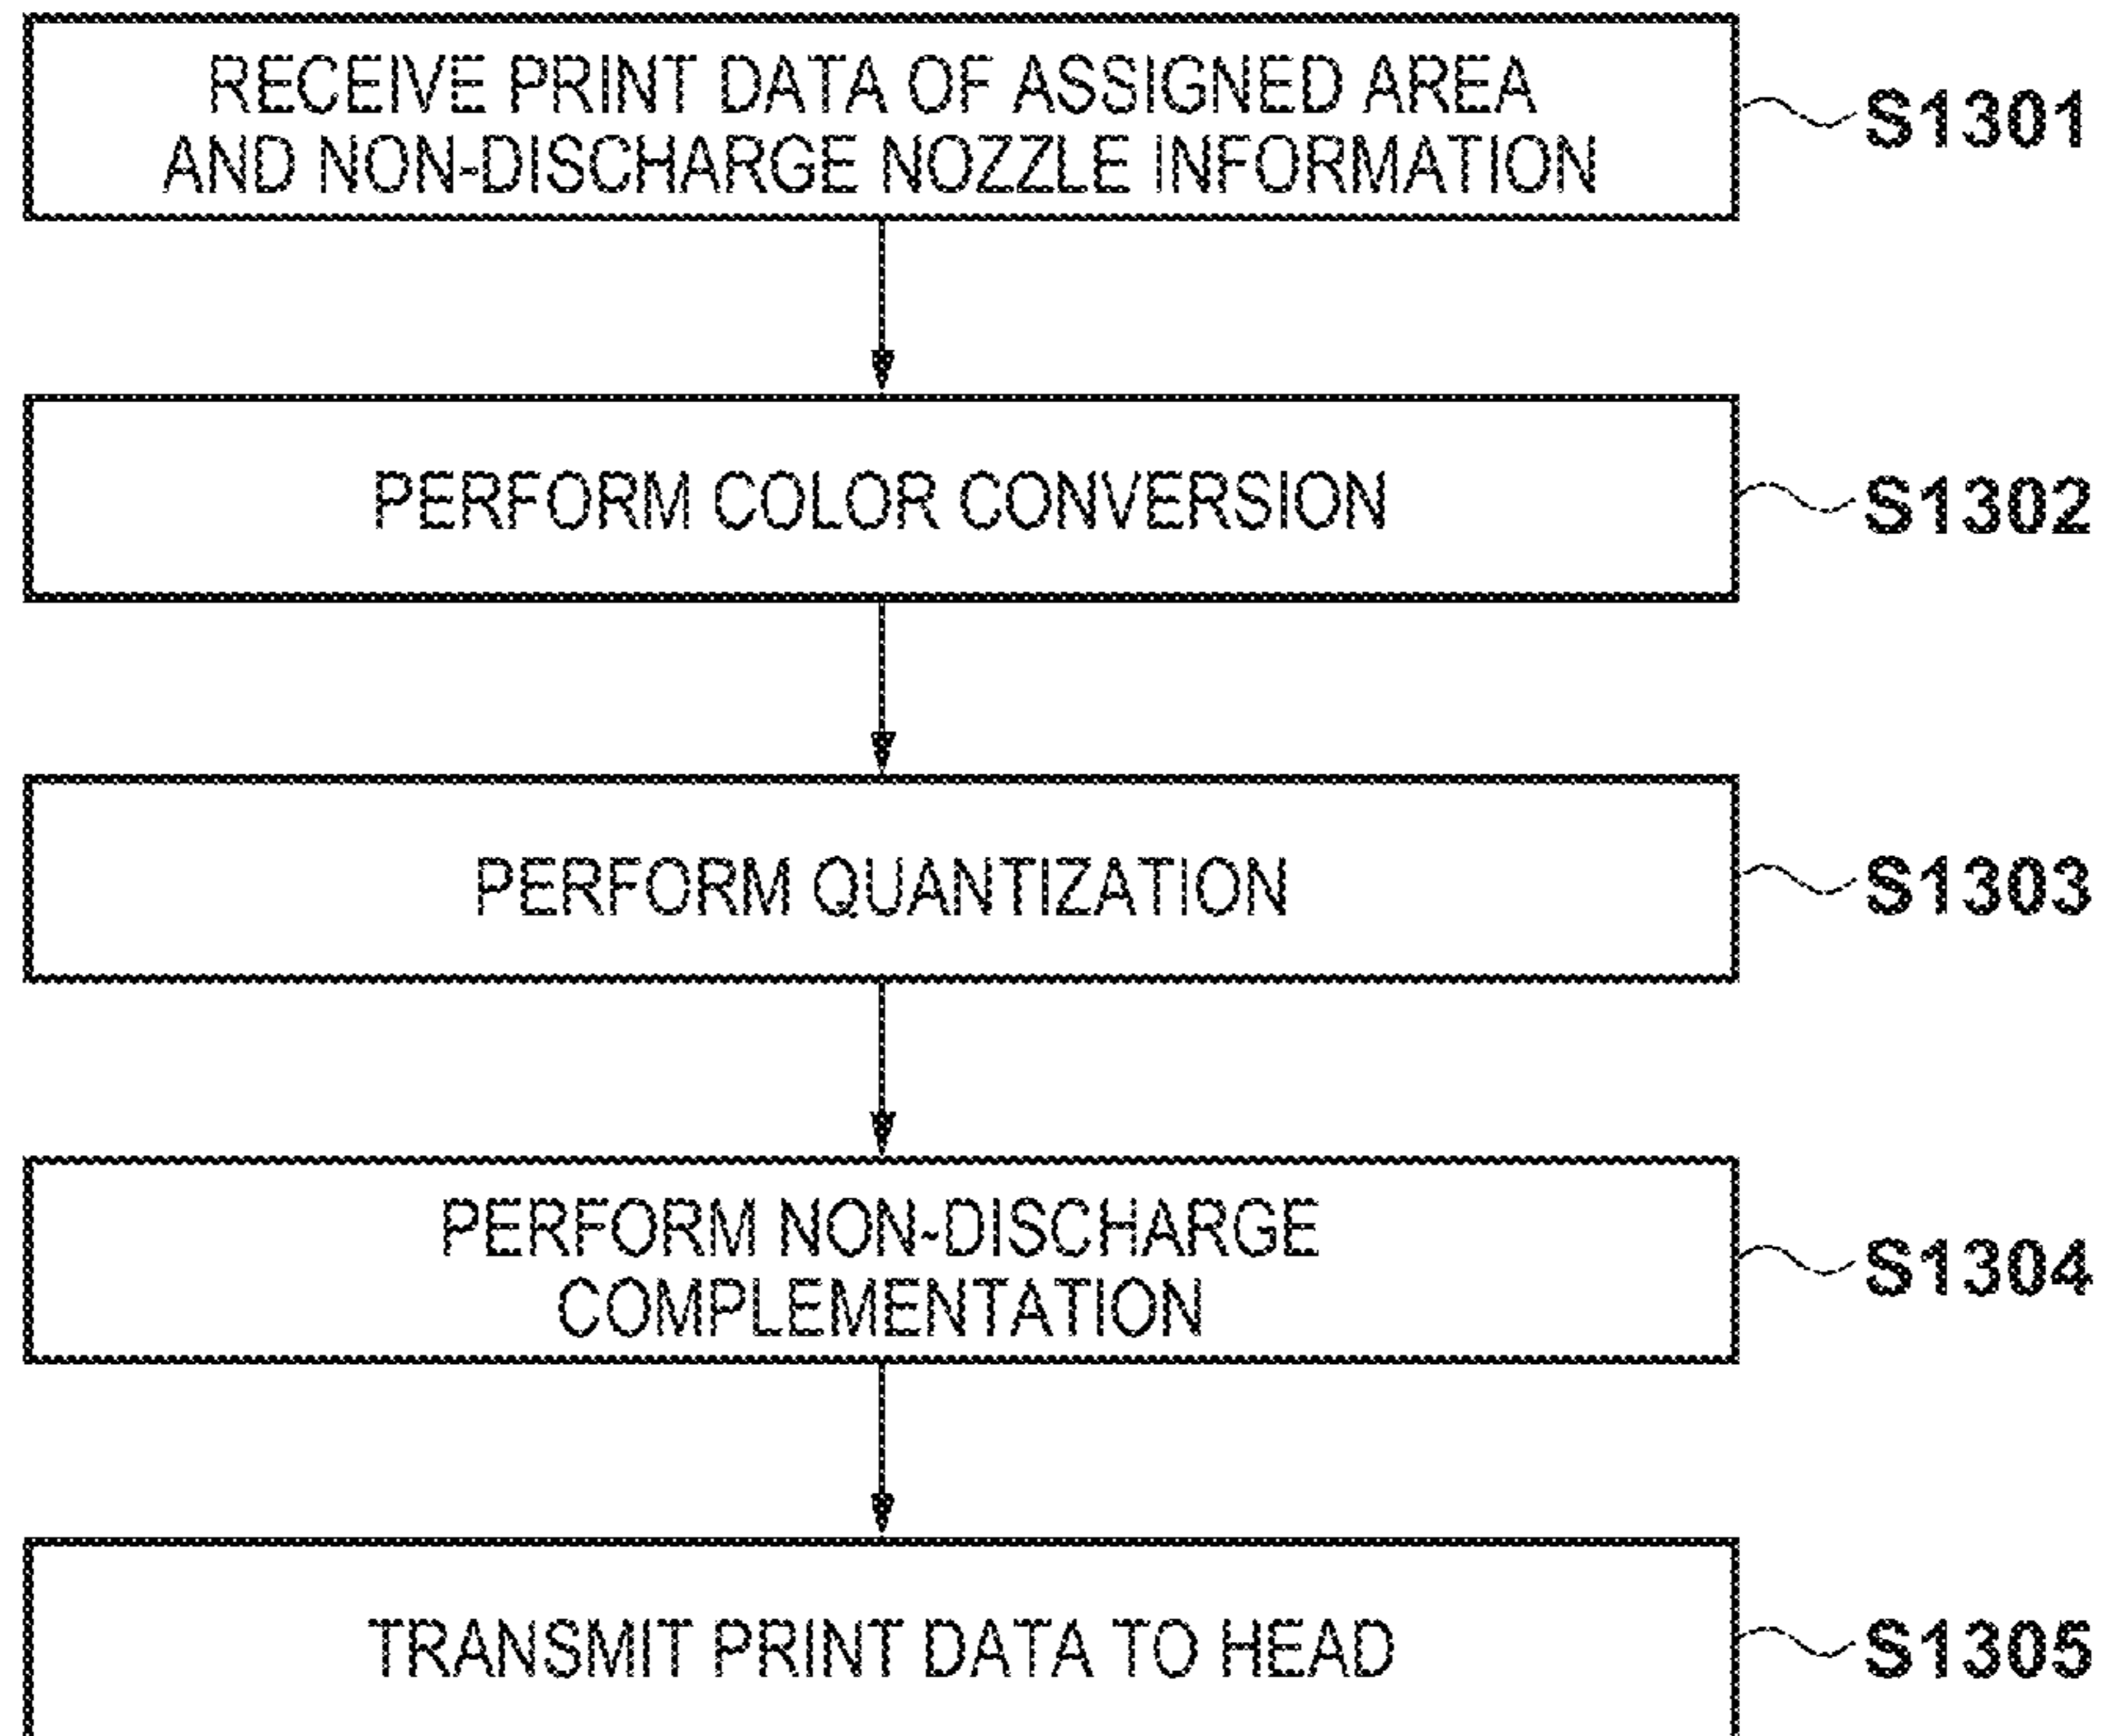 RECEIVE PRINT DATA OF ASSIGNED AREA
AND NON-DISCHARGE NOZZLE INFORMATION
S1301
PERFORM COLOR CONVERSION
S1302
PERFORM QUANTIZATION
S1303
PERFORM NON-DISCHARGE
COMPLEMENTATION
S1304
TRANSMIT PRINT DATA TO HEAD
S1305